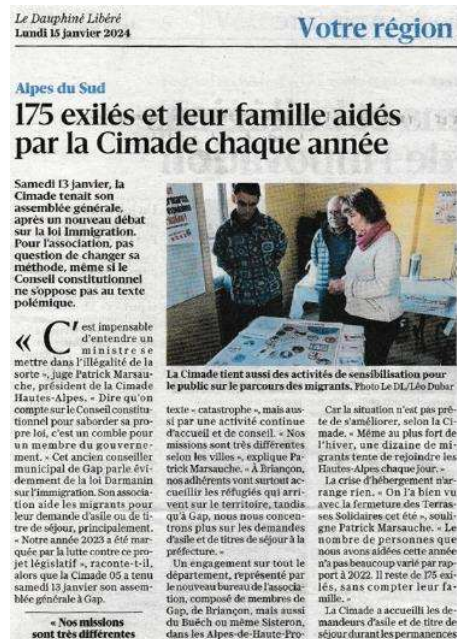 Le Dauphiné Libéré
Lundi 15 janvier 2024
Votre région
Alpes du Sud
175 exilés et leur famille aidés
par la Cimade chaque année
Samedi 13 janvier, la
Cimade tenait son
assemblée générale,
après un nouveau débat
sur la loi Immigration.
Pour l'association, pas
question de changer sa
méthode, même si le
Conseil constitutionnel
ne s'oppose pas au texte
polémique.
La Cimade tient aussi des activités de sensibilisation pour
le public sur le parcours des migrants. Photo Le DL/Léo Dubar
« C'est impensable
d'entendre un
ministre se
mettre dans l'illégalité de la
sorte », juge Patrick Marsau-
che, président de la Cimade
Hautes-Alpes. « Dire qu'on
compte sur le Conseil constitu-
tionnel pour saborder sa pro-
pre loi, c'est un comble pour
un membre du gouverne-
ment. » Cet ancien conseiller
municipal de Gap parle évi-
demment de la loi Darmanin
sur l'immigration. Son associa-
tion aide les migrants pour
leur demande d'asile ou de ti-
tre de séjour, principalement.
« Notre année 2023 a été mar-
quée par la lutte contre ce pro-
jet législatif », raconte-t-il,
alors que la Cimade 05 a tenu
samedi 13 janvier son assem-
blée générale à Gap.
« Nos missions
sont très différentes
texte « catastrophe », mais aus-
si par une activité continue
d'accueil et de conseil. « Nos
missions sont très différentes
selon les villes », explique Pa-
trick Marsauche. « À Briançon,
nos adhérents vont surtout ac-
cueillir les réfugiés qui arri-
vent sur le territoire, tandis
qu'à Gap, nous nous concen-
trons plus sur les demandes
d'asile et de titres de séjour à la
préfecture. »
Un engagement sur tout le
département, représenté par
le nouveau bureau de l'associa-
tion, composé de membres de
Gap, de Briançon, mais aussi
du Buëch ou même Sisteron,
dans les Alpes-de-Haute-Pro-
Car la situation n'est pas prê-
te de s'améliorer, selon la Ci-
made. « Même au plus fort de
l'hiver, une dizaine de mi-
grants tente de rejoindre les
Hautes-Alpes chaque jour. »
La crise d'hébergement n'ar-
range rien. « On l'a bien vu
avec la fermeture des Terras-
ses Solidaires cet été », souli-
gne Patrick Marsauche. « Le
nombre de personnes que
nous avons aidées cette année
n'a pas beaucoup varié par rap-
port à 2022. Il reste de 175 exi-
lés, sans compter leur fa-
mille. »
La Cimade a accueilli les de-
mandeurs d'asile et de titre de
séjour durant les permanences